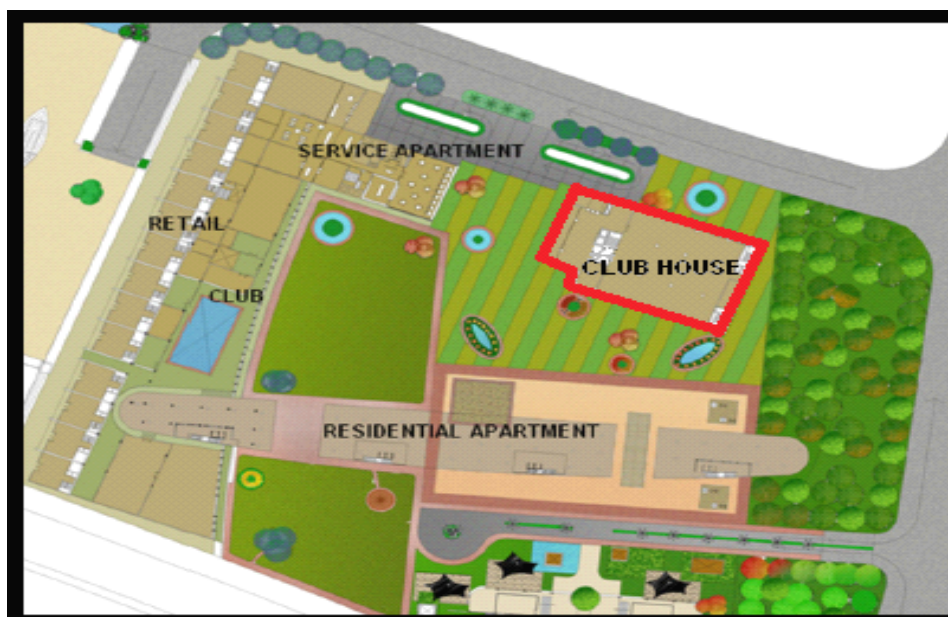 SERVICE APARTMENT
RETAIL
CLUB HOUSE
CLUB
RESIDENTIAL APARTMENT